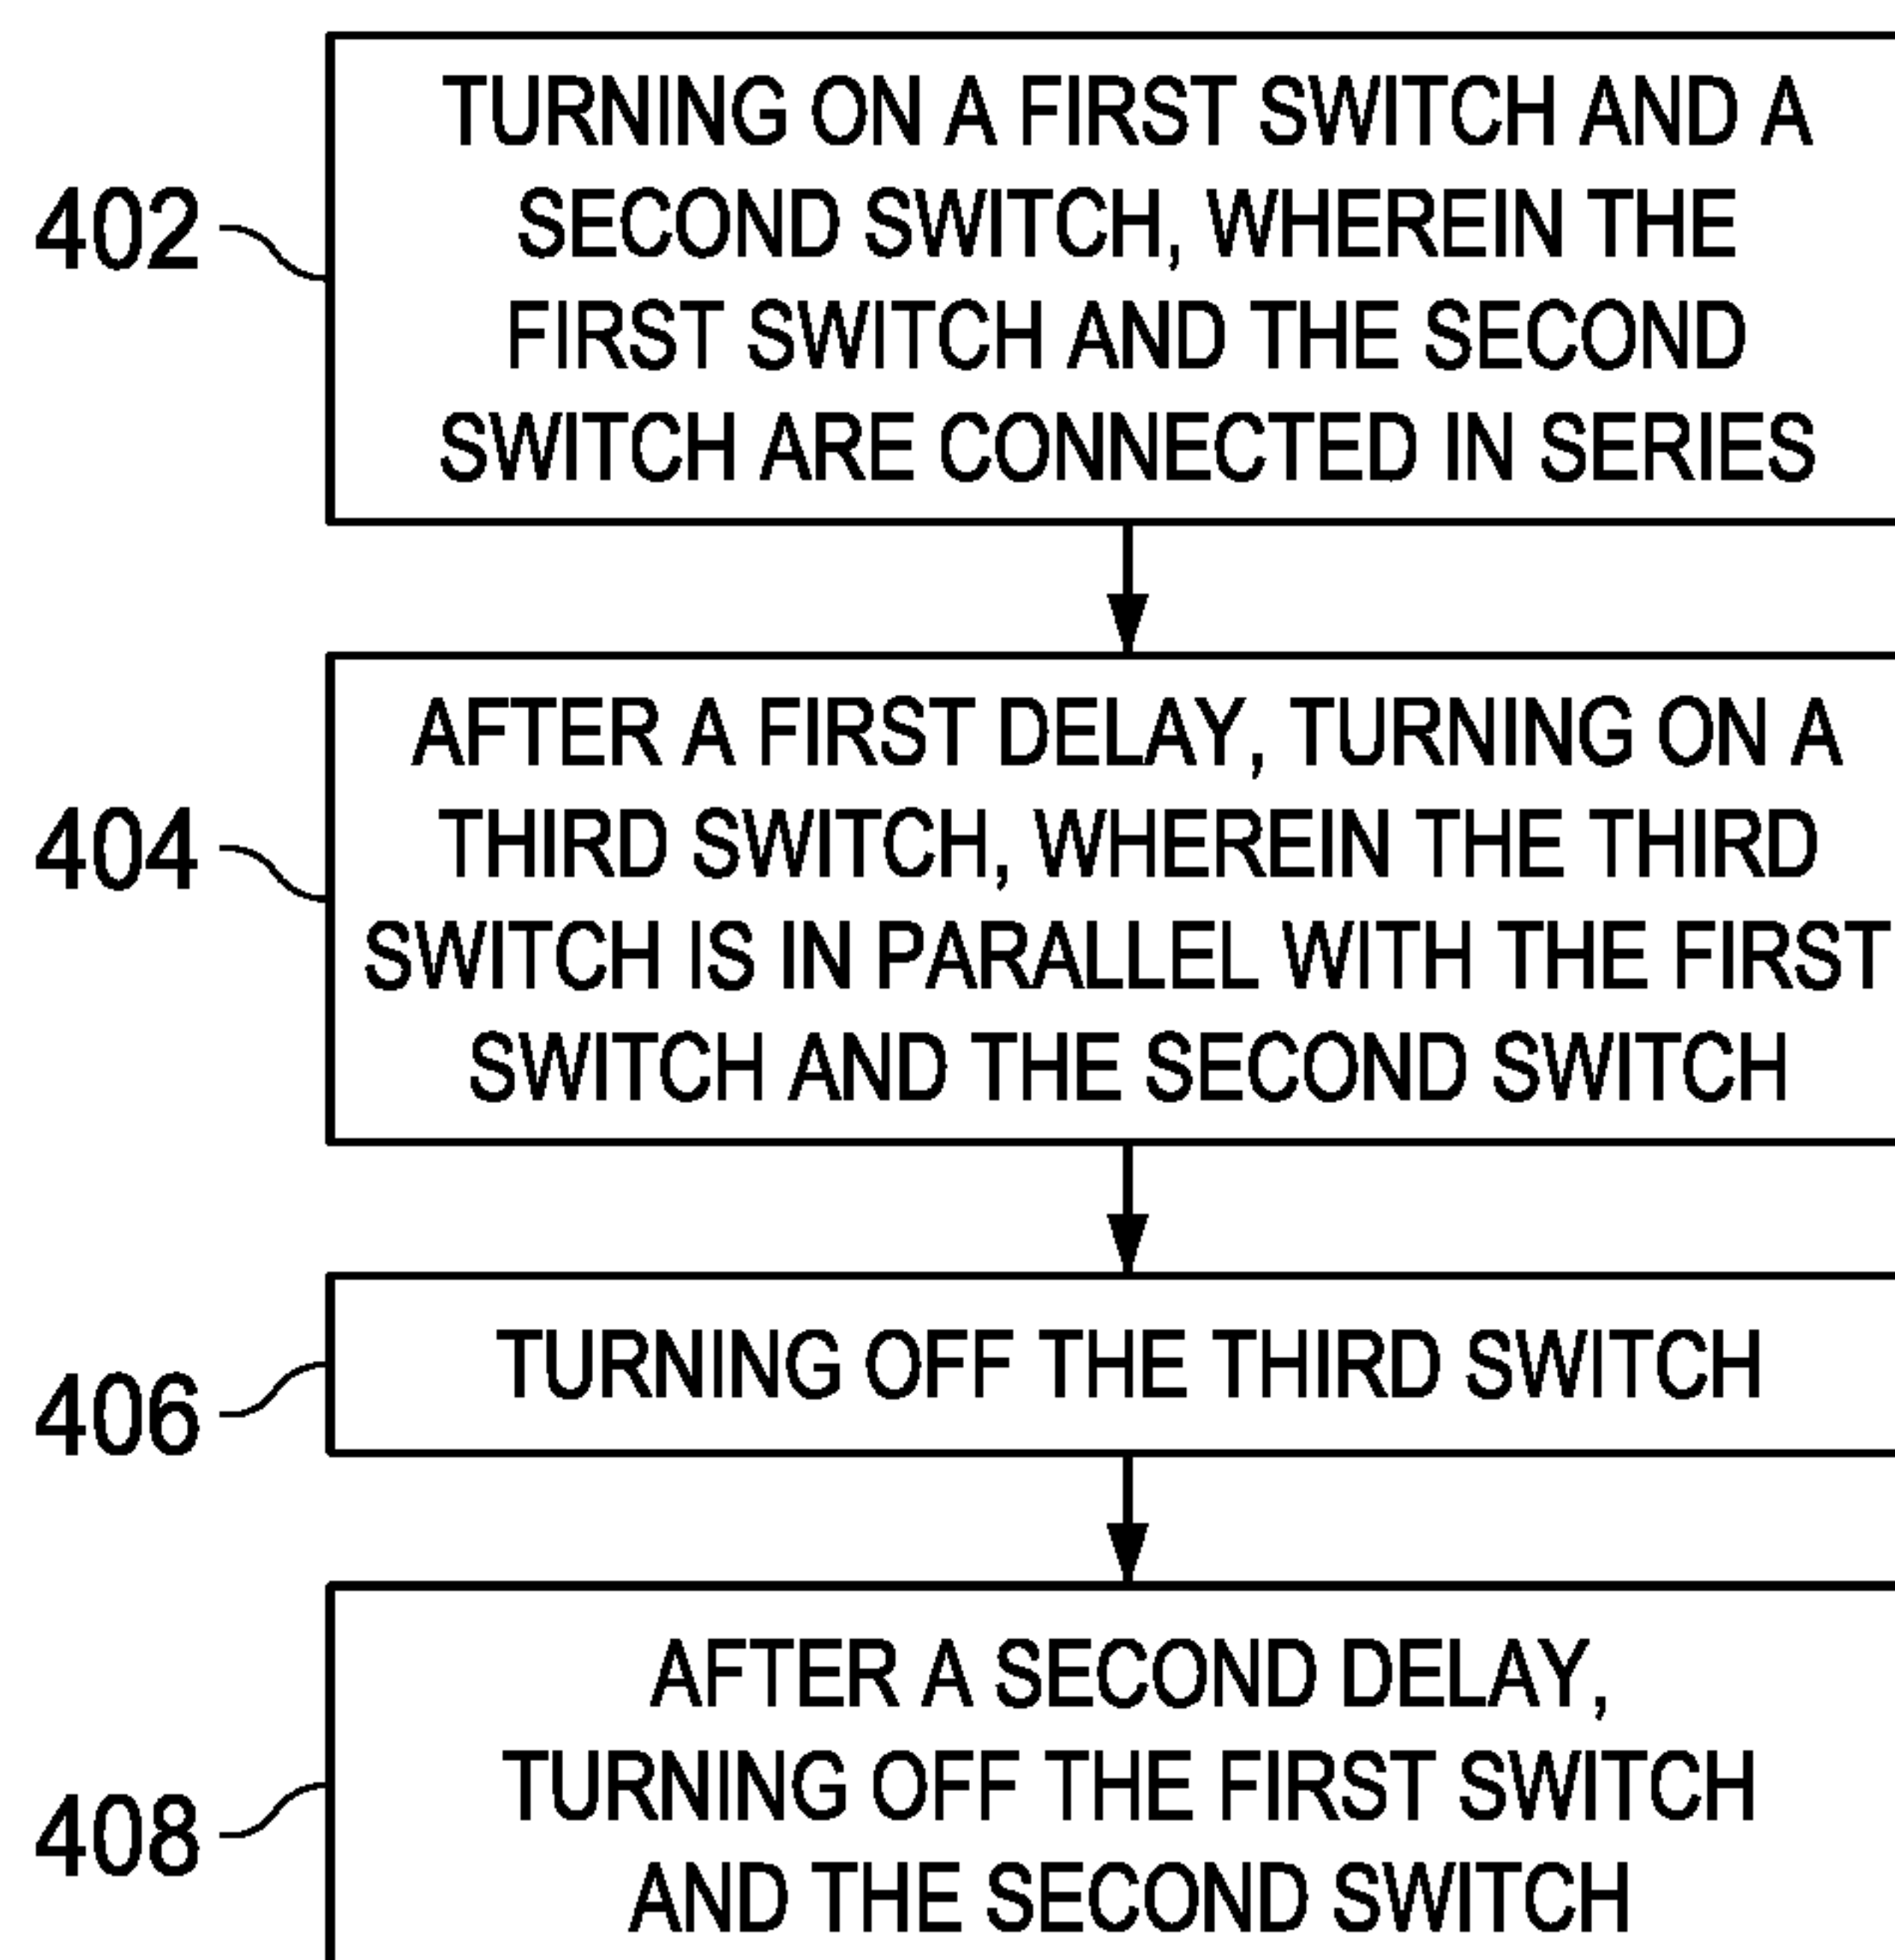 TURNING ON A FIRST SWITCH AND A
SECOND SWITCH, WHEREIN THE
402
FIRST SWITCH AND THE SECOND
SWITCH ARE CONNECTED IN SERIES
AFTER A FIRST DELAY, TURNING ON A
404
THIRD SWITCH, WHEREIN THE THIRD
SWITCH IS IN PARALLEL WITH THE FIRST
SWITCH AND THE SECOND SWITCH
406
TURNING OFF THE THIRD SWITCH
AFTER A SECOND DELAY,
408
TURNING OFF THE FIRST SWITCH
AND THE SECOND SWITCH